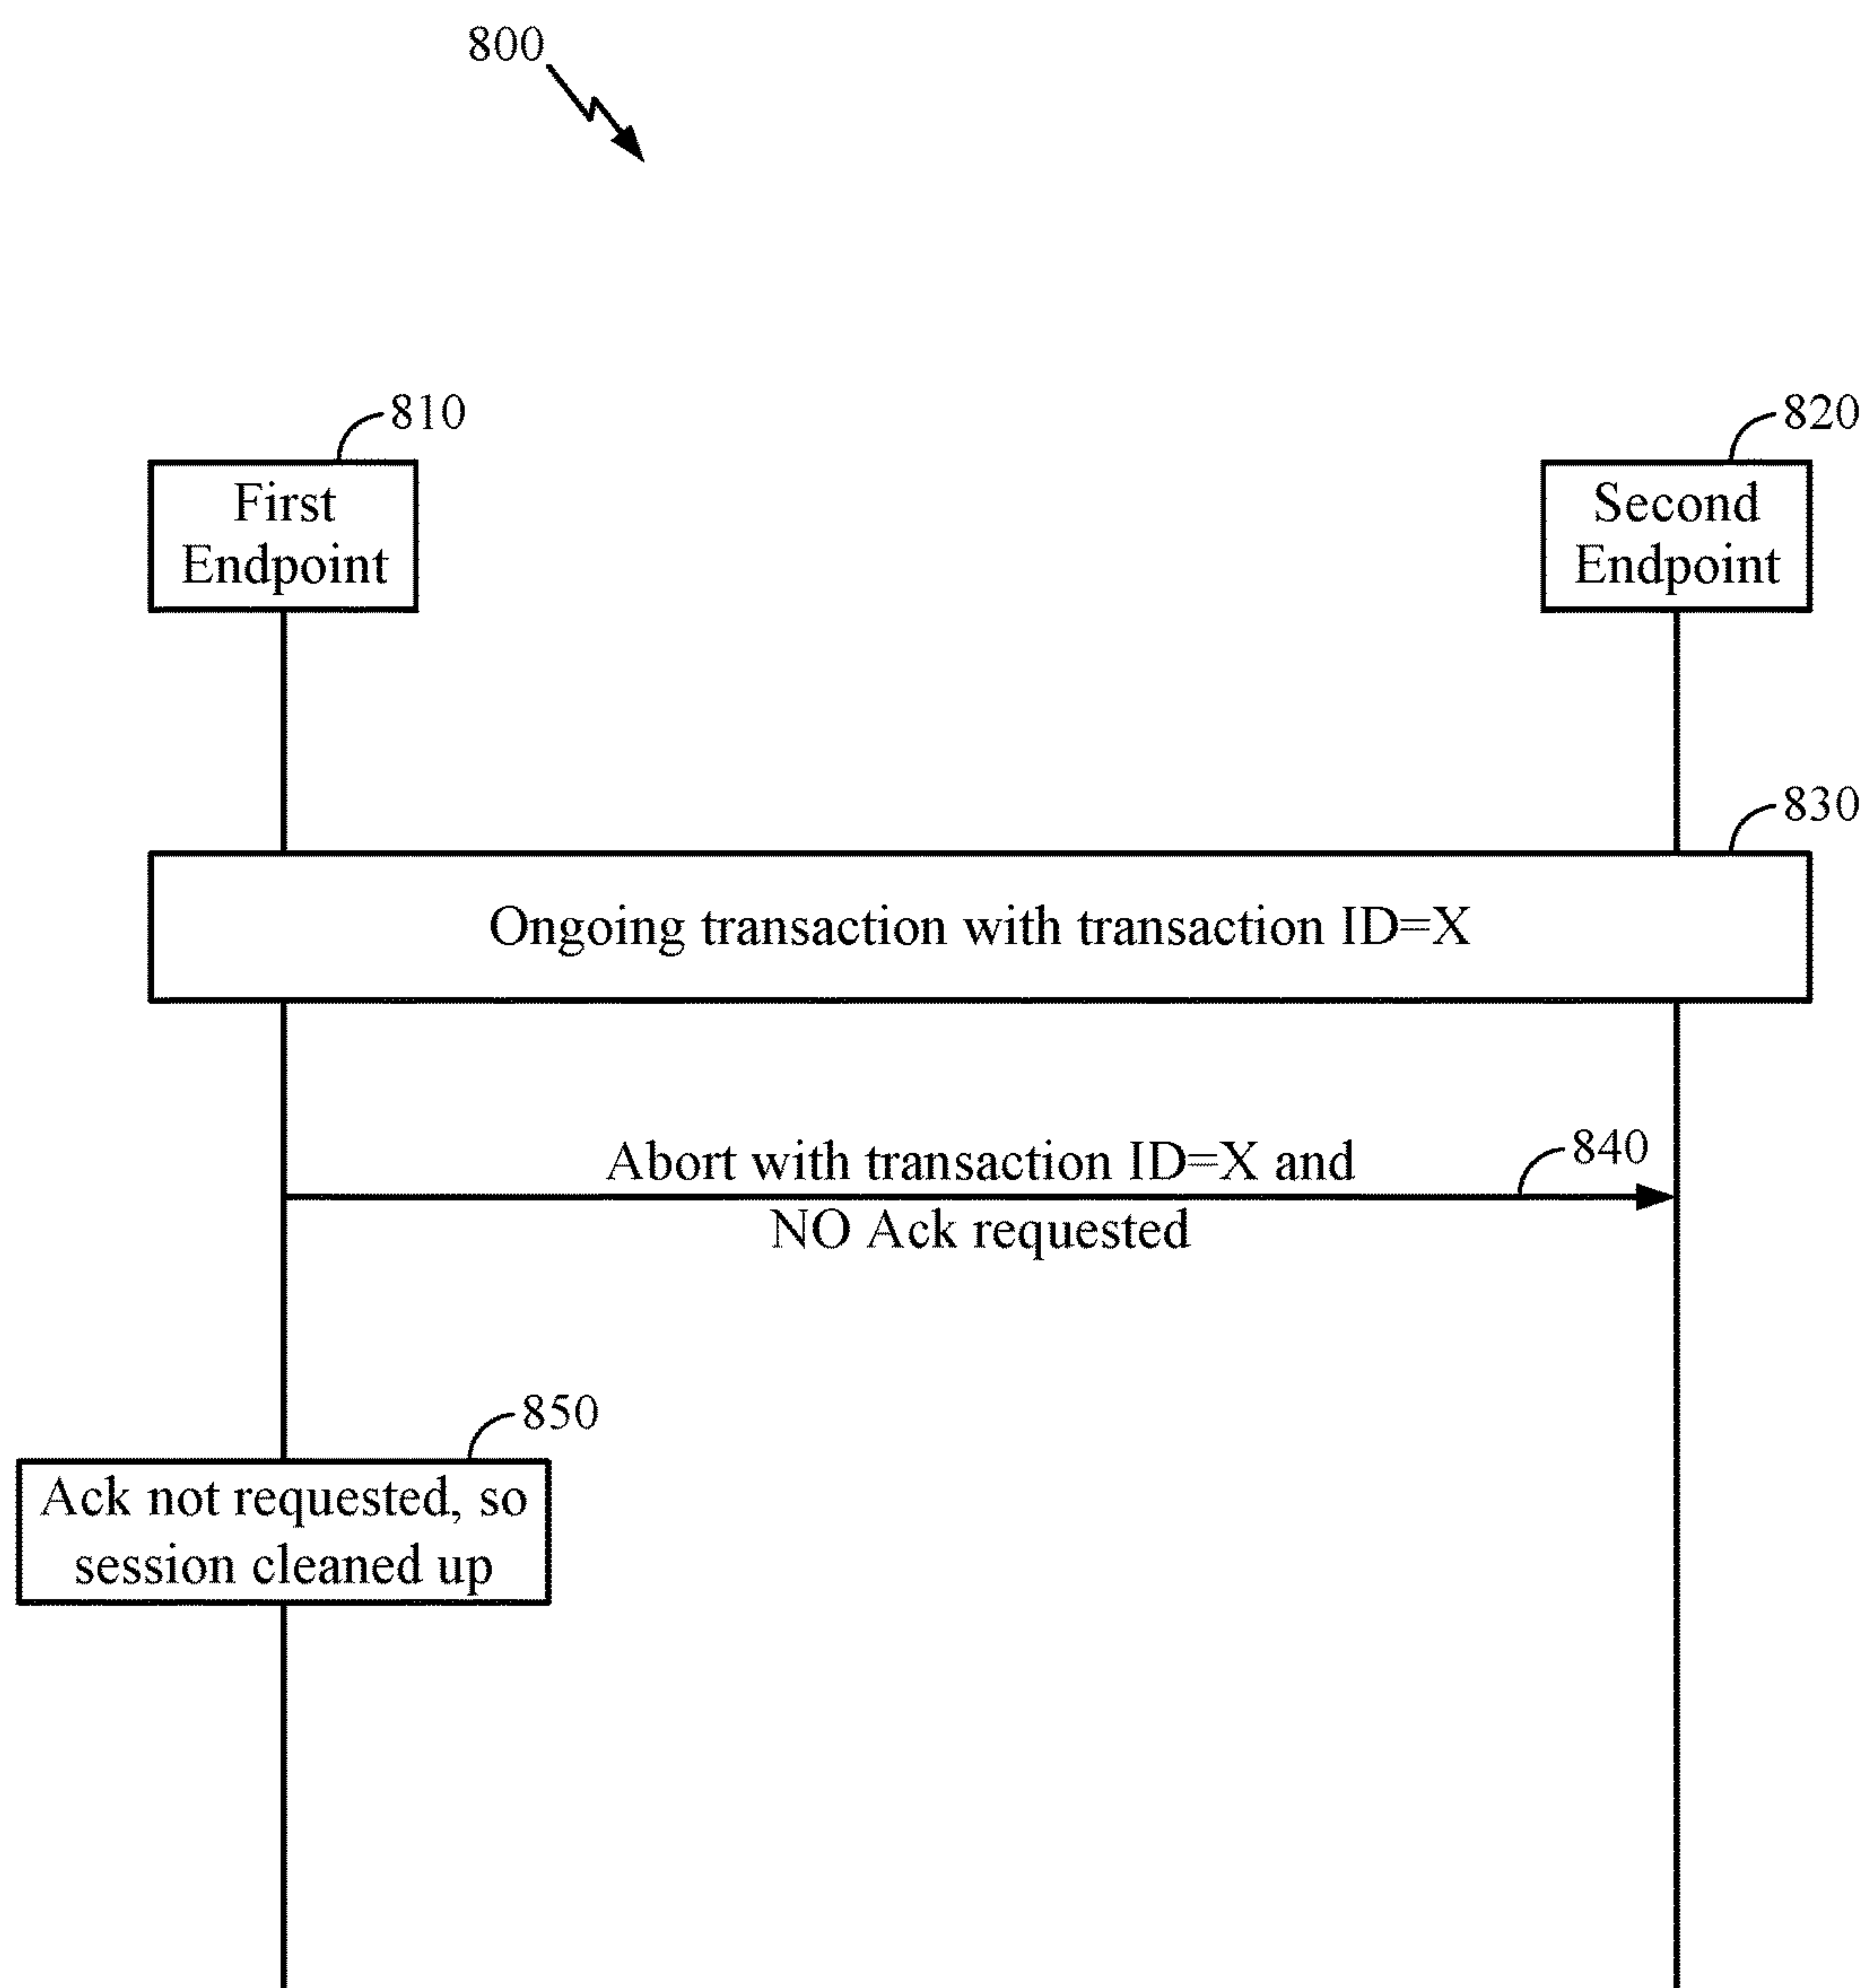 800
810
820
First
Endpoint
Second
Endpoint
830
Ongoing transaction with transaction ID=X
Abort with transaction ID=X and
840
NO Ack requested
850
Ack not requested, so
session cleaned up